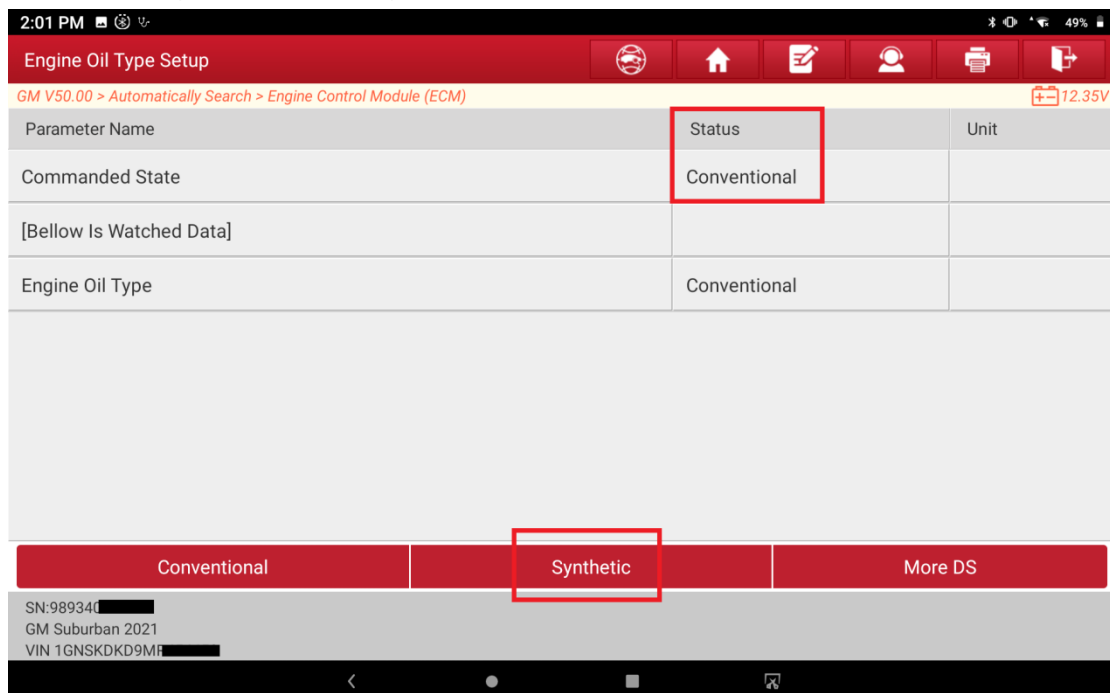 2:01 PM 49%
Engine Oil Type Setup
GM V50.00 > Automatically Search > Engine Control Module (ECM) 12.35V
Parameter Name Status Unit
Commanded State Conventional
[Bellow Is Watched Data]
Engine Oil Type Conventional
Conventional Synthetic More DS
SN:989340
GM Suburban 2021
VIN 1GNSKDKD9M